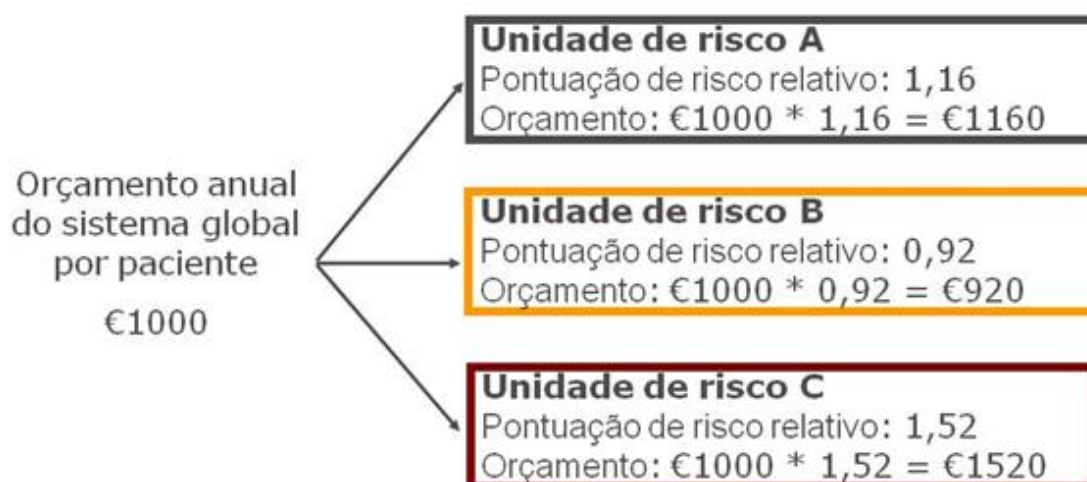 Orçamento anual
do sistema global
por paciente
€1000
Unidade de risco A
Pontuação de risco relativo: 1,16
Orçamento: €1000 * 1,16 = €1160
Unidade de risco B
Pontuação de risco relativo: 0,92
Orçamento: €1000 * 0,92 = €920
Unidade de risco C
Pontuação de risco relativo: 1,52
Orçamento: €1000 * 1,52 = €1520